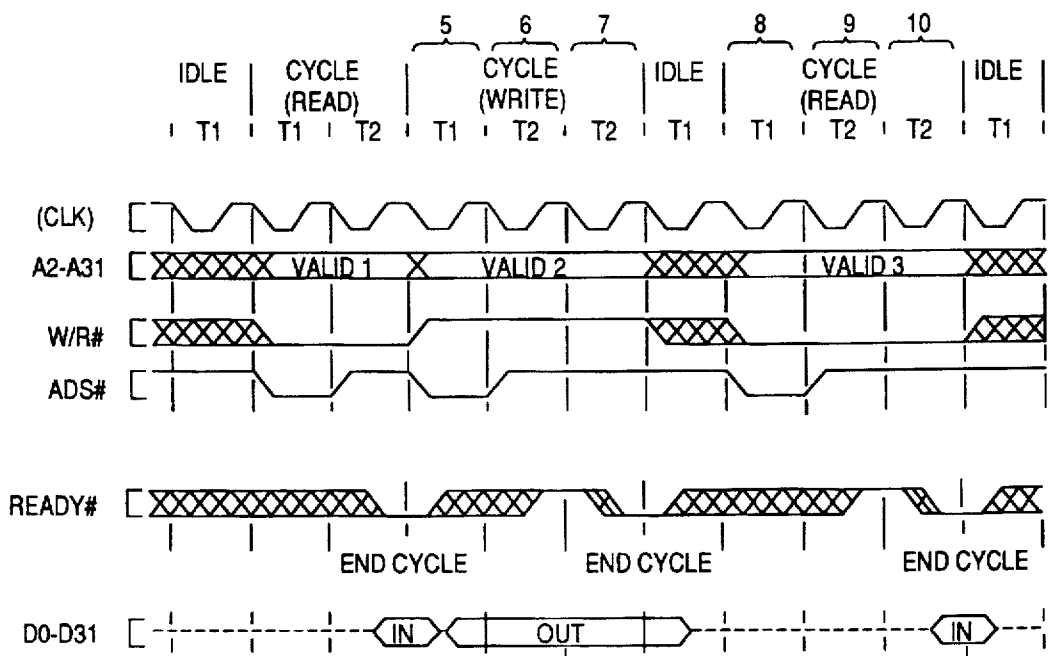 5 6 7 8 9 10
IDLE CYCLE CYCLE IDLE CYCLE IDLE
(READ) (WRITE) (READ)
T1 T1 T2 T1 T2 T2 T1 T1 T2 T2 T1
(CLK)
A2-A31 VALID 1 VALID 2 VALID 3
W/R#
ADS#
READY#
END CYCLE END CYCLE END CYCLE
D0-D31 IN OUT IN